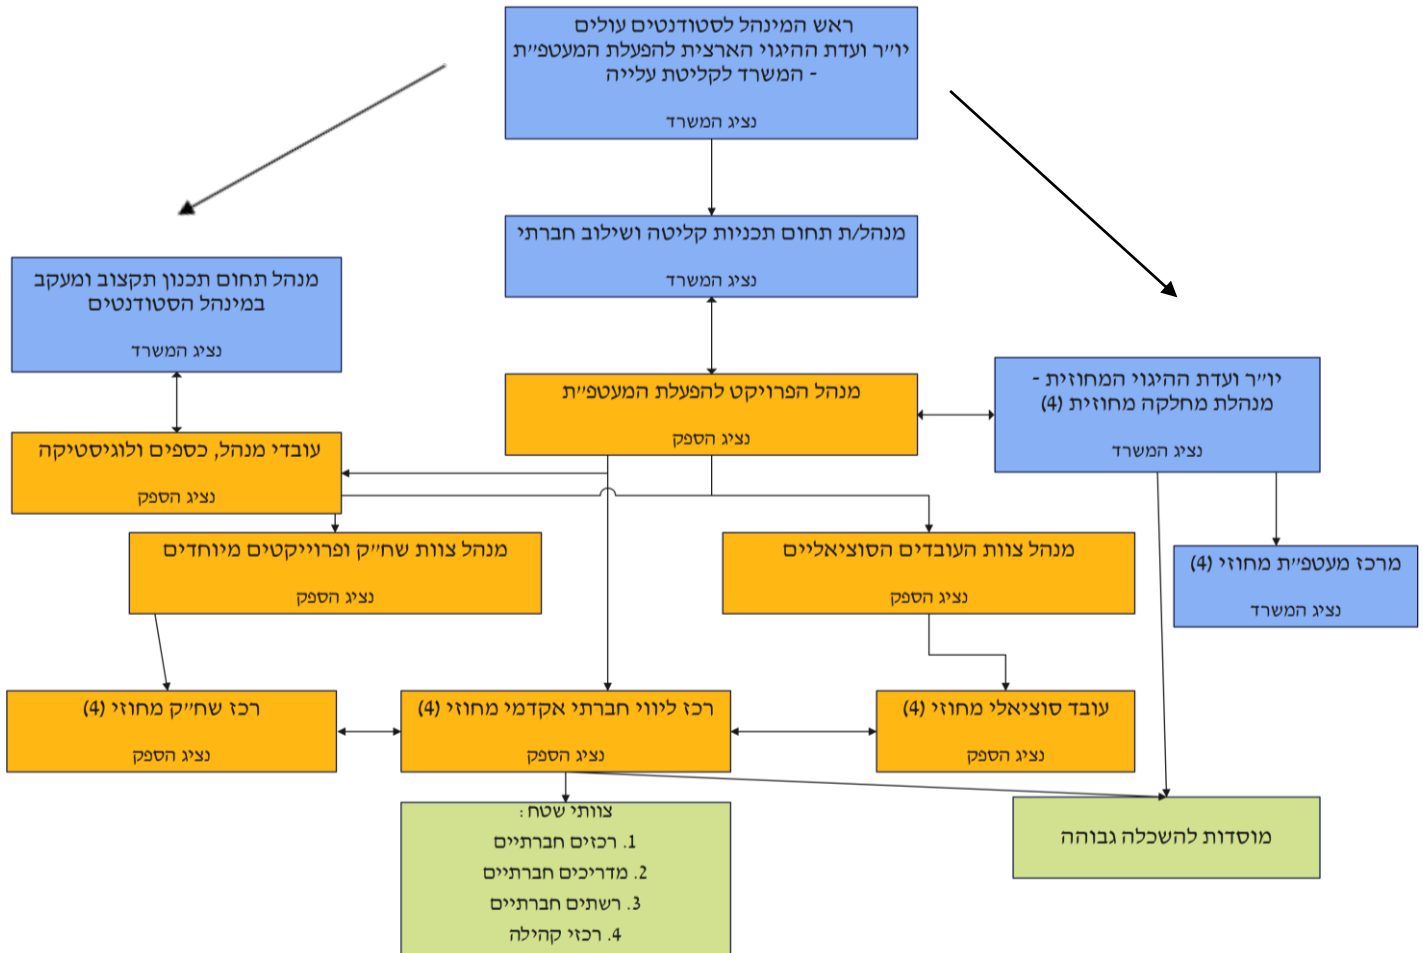 ראש המינהל לסטודנטים עולים
יו״ר ועדת ההיגוי הארצית להפעלת המעטפ״ת
- המשרד לקליטת עלייה
נציג המשרד
מנהל/ת תחום תכניות קליטה ושילוב חברתי
נציג המשרד
מנהל תחום תכנון תקצוב ומעקב
במינהל הסטודנטים
נציג המשרד
יו״ר ועדת ההיגוי המחוזית -
מנהלת מחלקה מחוזית (4)
נציג המשרד
מנהל הפרויקט להפעלת המעטפ״ת
נציג הספק
עובדי מנהל, כספים ולוגיסטיקה
נציג הספק
מרכז מעטפ״ת מחוזי (4)
נציג המשרד
מנהל צוות העובדים הסוציאליים
נציג הספק
מנהל צוות שח״ק ופרוייקטים מיוחדים
נציג הספק
עובד סוציאלי מחוזי (4)
נציג הספק
רכז ליווי חברתי אקדמי מחוזי (4)
נציג הספק
רכז שח״ק מחוזי (4)
נציג הספק
מוסדות להשכלה גבוהה
צוותי שטח:
1. רכזים חברתיים
2. מדריכים חברתיים
3. רשתים חברתיים
4. רכזי קהילה